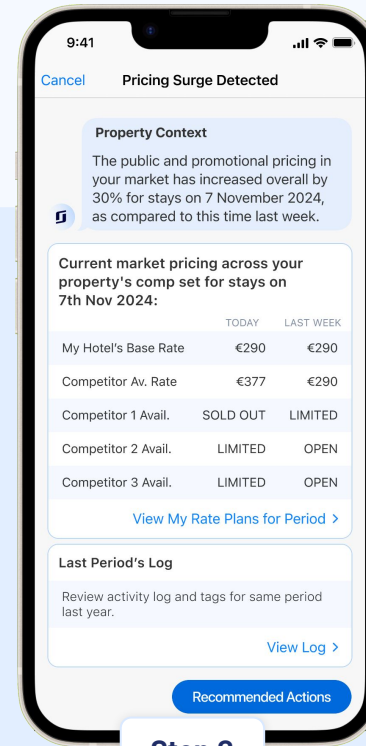 9:41
Cancel Pricing Surge Detected
Property Context
The public and promotional pricing in
your market has increased overall by
30% for stays on 7 November 2024,
as compared to this time last week.
Current market pricing across your
property's comp set for stays on
7th Nov 2024:
TODAY LAST WEEK
My Hotel's Base Rate €290 €290
Competitor Av. Rate €377 €290
Competitor 1 Avail. SOLD OUT LIMITED
Competitor 2 Avail. LIMITED OPEN
Competitor 3 Avail. LIMITED OPEN
View My Rate Plans for Period >
Last Period's Log
Review activity log and tags for same period
last year.
View Log >
Recommended Actions